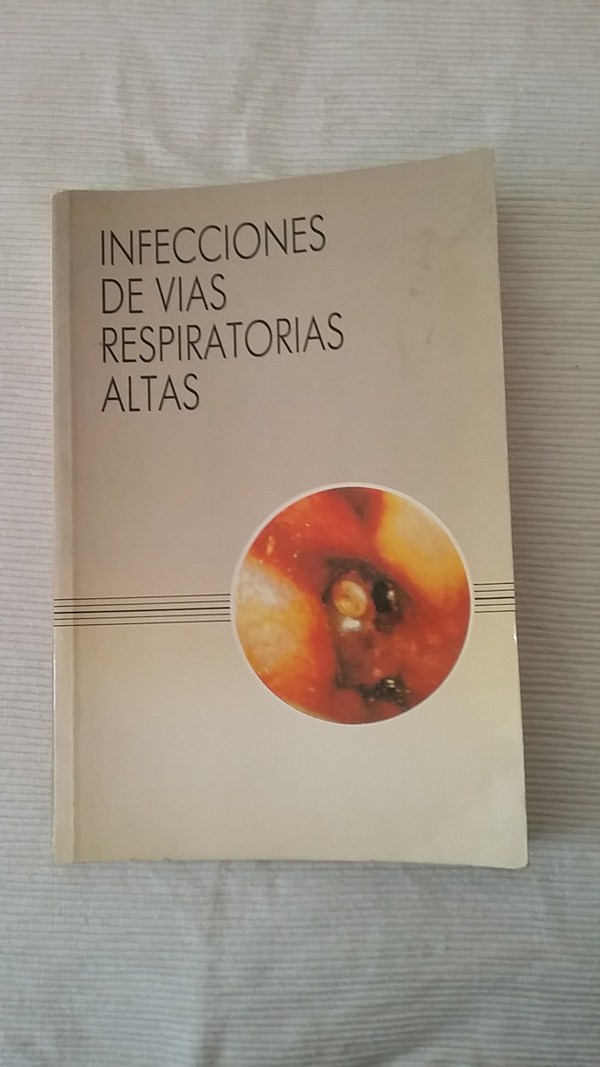 INFECCIONES
DE VIAS
RESPIRATORIAS
ALTAS